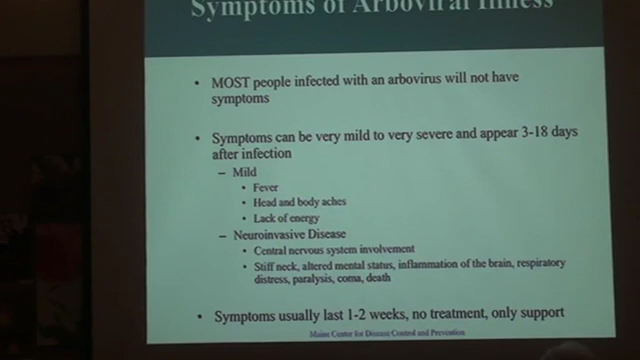 Symptoms of Arboviral Illness
• MOST people infected with an arbovirus will not have
symptoms
• Symptoms can be very mild to very severe and appear 3-18 days
after infection
– Mild
• Fever
• Head and body aches
• Lack of energy
– Neuroinvasive Disease
• Central nervous system involvement
• Stiff neck, altered mental status, inflammation of the brain, respiratory
distress, paralysis, coma, death
• Symptoms usually last 1-2 weeks, no treatment, only support
Maine Center for Disease Control and Prevention